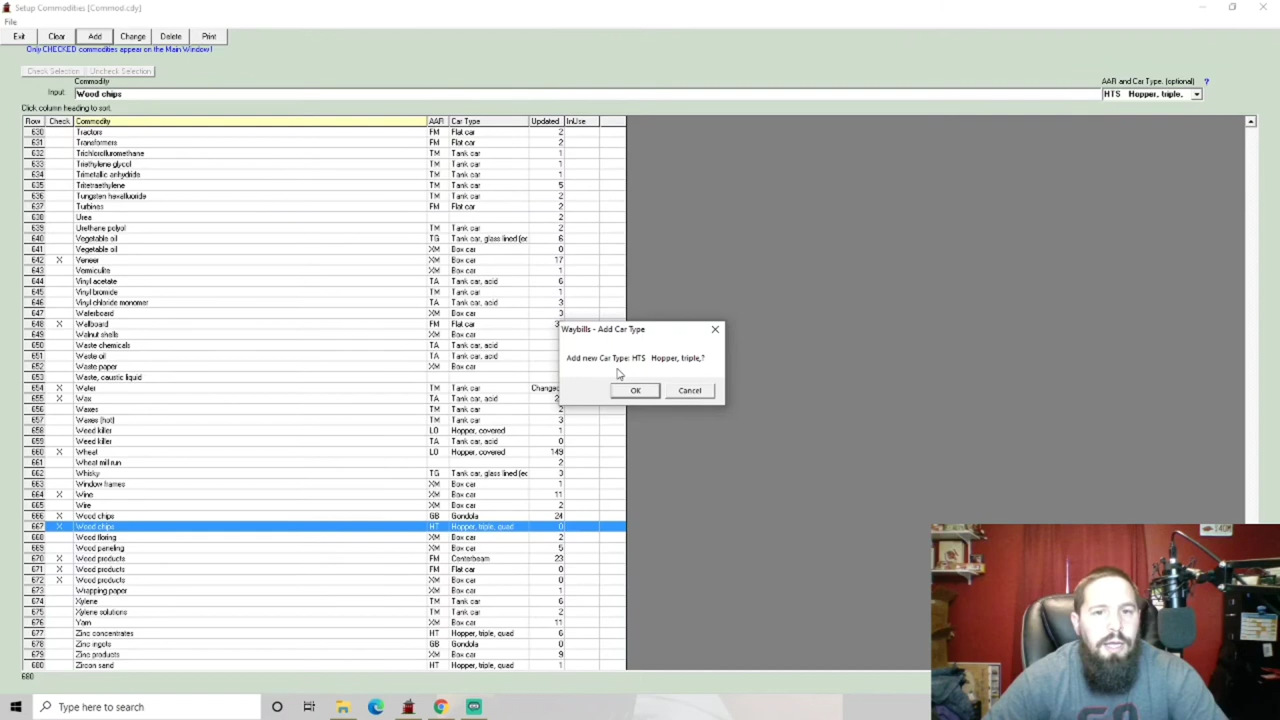 Setup Commodities [Commod.cdy]
File
Exit Clear Add Change Delete Print
Only CHECKED commodities appear on the Main Window!
Check Selection Uncheck Selection
Commodity AAR and Car Type. (optional) ?
Input: Wood chips HTS Hopper, triple,
Click column heading to sort.
Row Check Commodity AAR Car Type Updated InUse
630 Tractors FM Flat car 2
631 Transformers FM Flat car 2
632 Trichlorofluromethane TM Tank car 1
633 Triethylene glycol TM Tank car 1
634 Trimetallic anhydride TM Tank car 1
635 Tritetraethylene TM Tank car 5
636 Tungsten hexafluoride TM Tank car 2
637 Turbines FM Flat car 2
638 Urea 2
639 Urethane polyol TM Tank car 2
640 Vegetable oil TG Tank car, glass lined (ec 6
641 Vegetable oil XM Box car 0
642 X Veneer XM Box car 17
643 Vermiculite XM Box car 1
644 Vinyl acetate TA Tank car, acid 6
645 Vinyl bromide TM Tank car 1
646 Vinyl chloride monomer TA Tank car, acid 3
647 Waferboard XM Box car
648 X Wallboard FM Flat car 3
649 Walnut shells XM Box car
650 Waste chemicals TA Tank car, acid
651 Waste oil TA Tank car, acid
652 Waste paper XM Box car
653 Waste, caustic liquid
654 X Water TM Tank car Changed
655 X Wax TA Tank car, acid 2
656 Waxes TM Tank car 2
657 Waxes (hot) TM Tank car 3
658 Weed killer LO Hopper, covered 1
659 Weed killer TA Tank car, acid 0
660 X Wheat LO Hopper, covered 149
661 Wheat mill run 2
662 Whisky TG Tank car, glass lined (ec 3
663 Window frames XM Box car 1
664 X Wine XM Box car 11
665 Wire XM Box car 2
666 X Wood chips GB Gondola 24
667 X Wood chips HT Hopper, triple, quad 0
668 Wood floring XM Box car 2
669 Wood paneling XM Box car 5
670 X Wood products FM Centerbeam 23
671 X Wood products FM Flat car 0
672 X Wood products XM Box car 0
673 Wrapping paper XM Box car 1
674 Xylene TM Tank car 6
675 Xylene solutions TM Tank car 2
676 Yarn XM Box car 11
677 Zinc concentrates HT Hopper, triple, quad 6
678 Zinc ingots GB Gondola 0
679 Zinc products XM Box car 9
680 Zircon sand HT Hopper, triple, quad 1
680
Waybills - Add Car Type
Add new Car Type: HTS Hopper, triple,?
OK Cancel
Type here to search